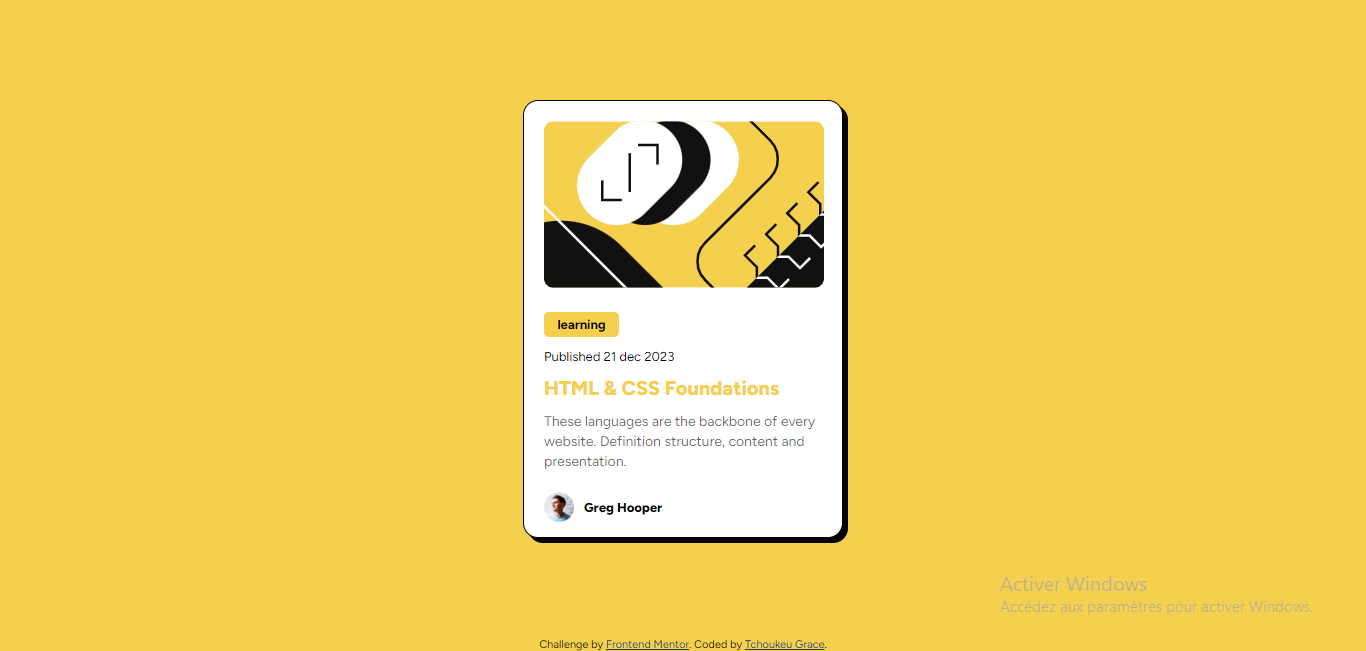 learning
Published 21 dec 2023
HTML & CSS Foundations
These languages are the backbone of every
website. Definition structure, content and
presentation.
Greg Hooper
Activer Windows
Accédez aux paramètres pour activer Windows.
Challenge by Frontend Mentor. Coded by Tchoukeu Grace.